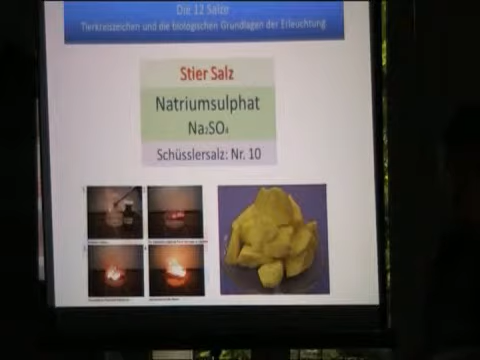 Die 12 Salze
Tierkreiszeichen und die biologischen Grundlagen der Erleuchtung
Stier Salz
Natriumsulphat
Na₂SO₄
Schüsslersalz: Nr. 10